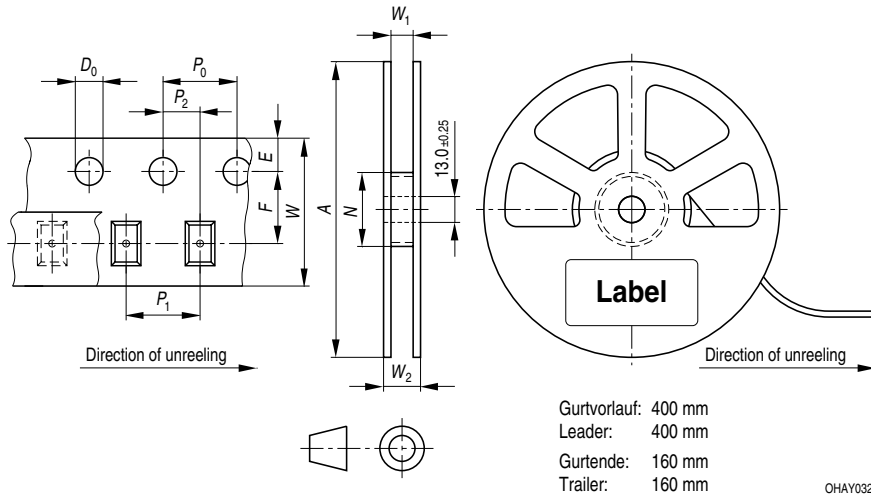 W1
D0
P0
P2
E
F
W
A
N
13.0 ±0.25
P1
W2
Label
Direction of unreeling
Direction of unreeling
Gurtvorlauf: 400 mm
Leader: 400 mm
Gurtende: 160 mm
Trailer: 160 mm